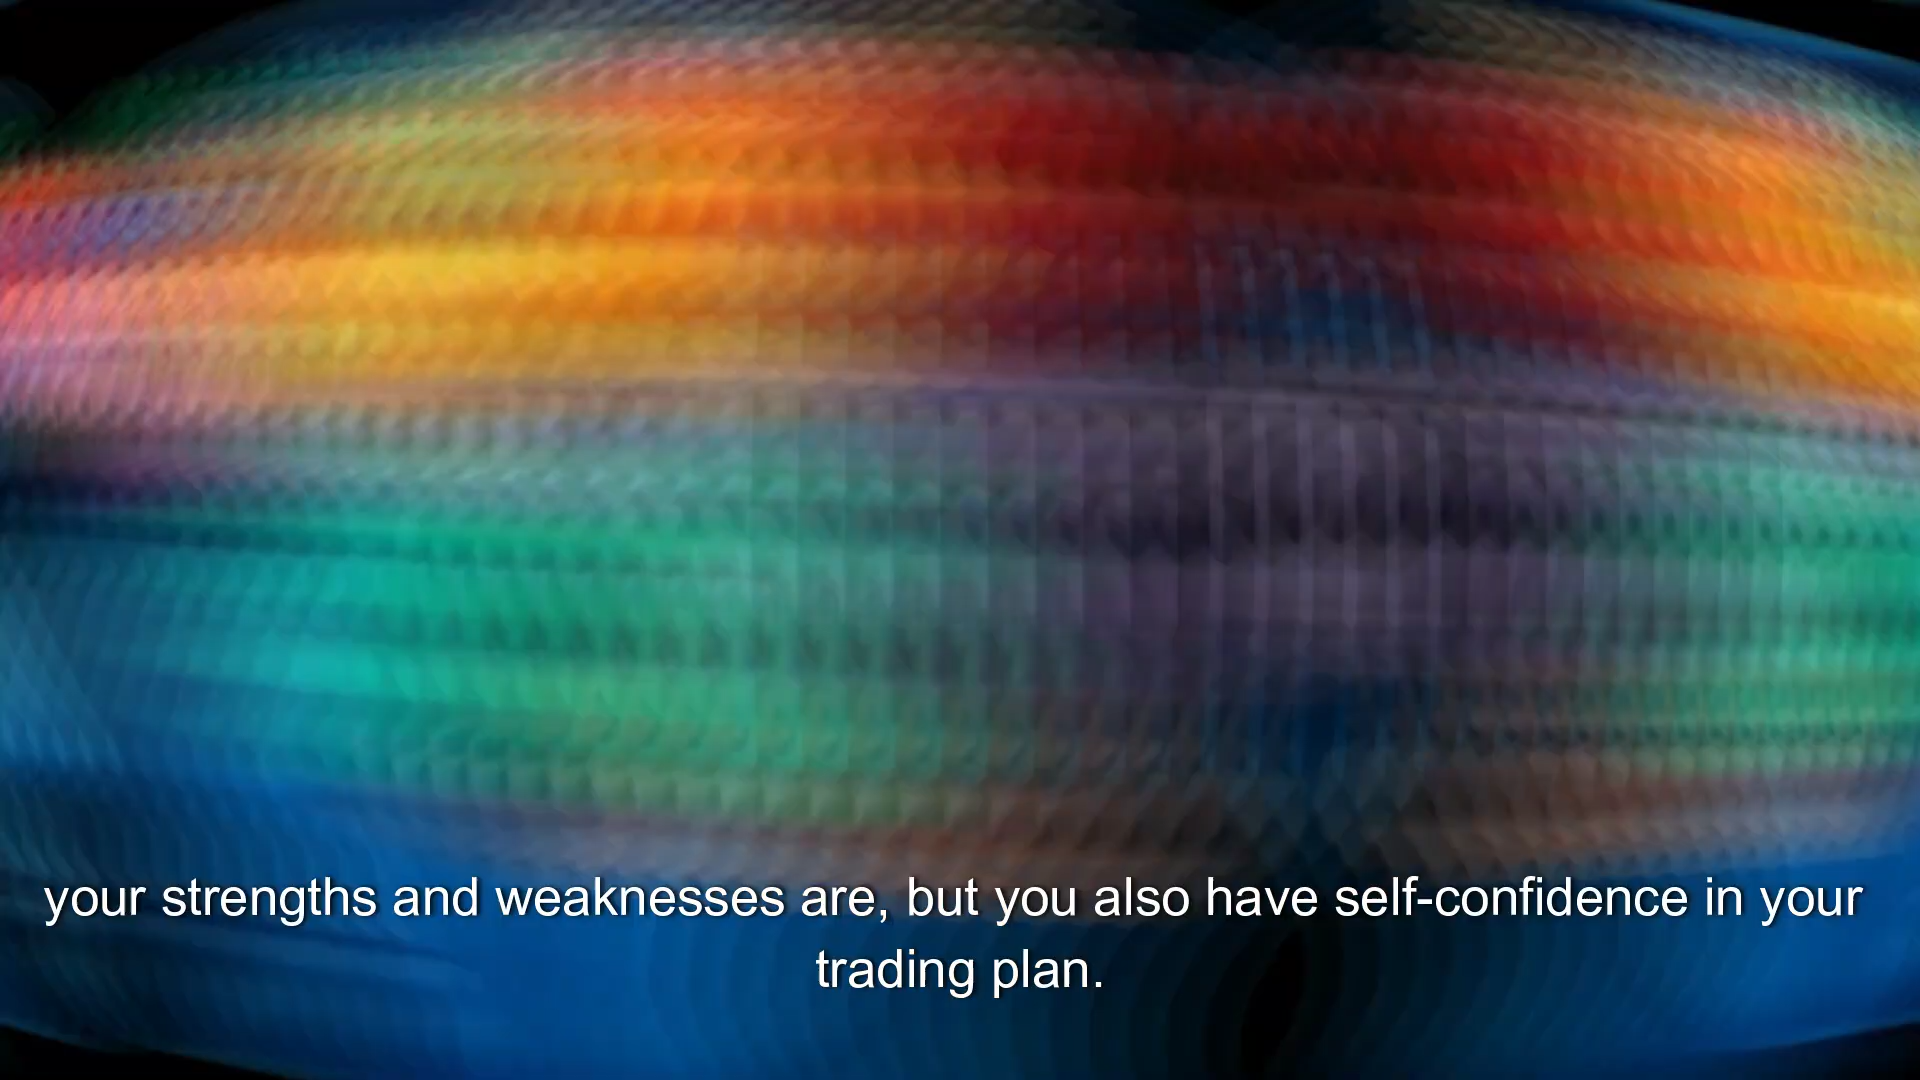 your strengths and weaknesses are, but you also have self-confidence in your
trading plan.